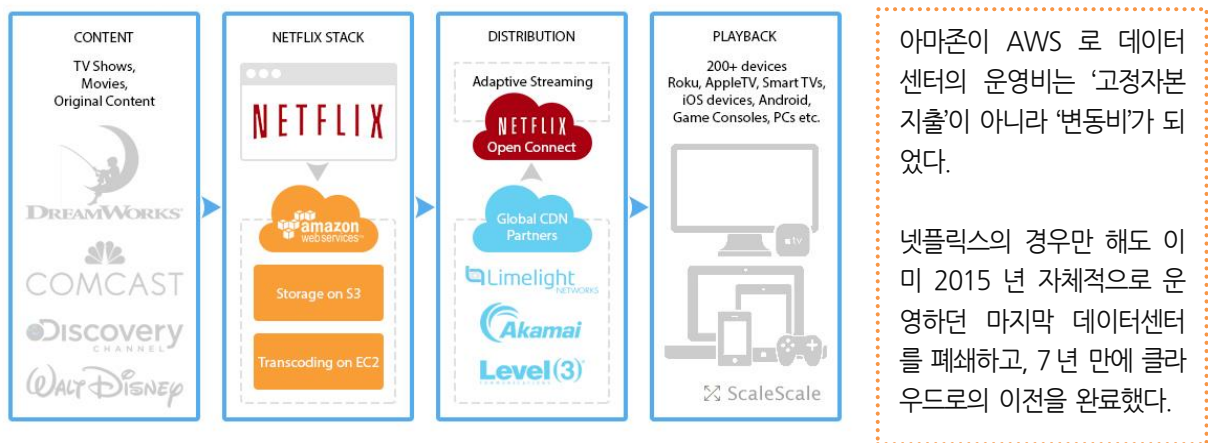 CONTENT
TV Shows,
Movies,
Original Content
DREAMWORKS
COMCAST
Discovery
CHANNEL
WALT DISNEY
NETFLIX STACK
NETFLIX
amazon
web services™
Storage on S3
Transcoding on EC2
DISTRIBUTION
Adaptive Streaming
NETFLIX
Open Connect
Global CDN
Partners
Limelight
NETWORKS
Akamai
Level(3)
COMMUNICATIONS
PLAYBACK
200+ devices
Roku, AppleTV, Smart TVs,
iOS devices, Android,
Game Consoles, PCs etc.
tv
ScaleScale
아마존이 AWS 로 데이터
센터의 운영비는 ‘고정자본
지출’이 아니라 ‘변동비’가 되
었다.
넷플릭스의 경우만 해도 이
미 2015 년 자체적으로 운
영하던 마지막 데이터센터
를 폐쇄하고, 7 년 만에 클라
우드로의 이전을 완료했다.